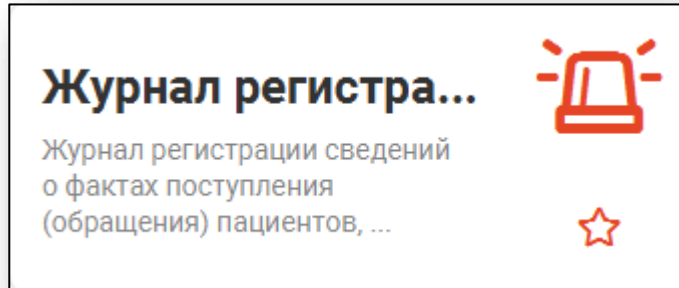 Журнал регистра...
Журнал регистрации сведений
о фактах поступления
(обращения) пациентов, ...